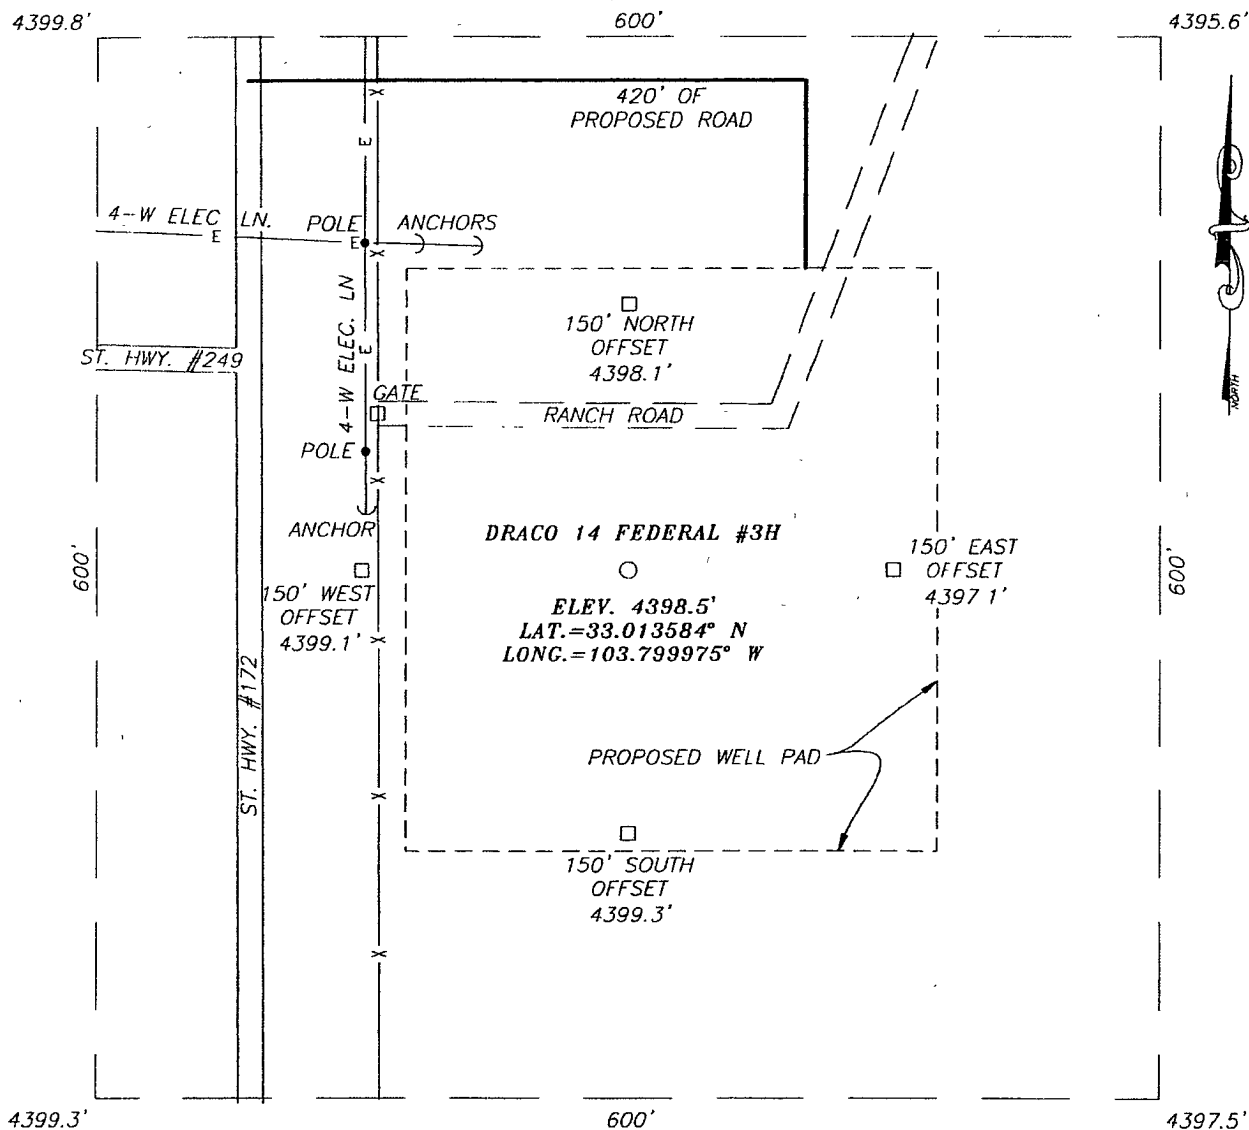 4399.8'
600'
4395.6'
420' OF
PROPOSED ROAD
4-W ELEC LN.
POLE
ANCHORS
E
E
E
E
X
X
X
X
X
X
4-W ELEC. LN
150' NORTH
OFFSET
4398.1'
ST. HWY. #249
GATE
RANCH ROAD
NORTH
POLE
ANCHOR
DRACO 14 FEDERAL #3H
150' EAST
OFFSET
4397 1'
600'
600'
150' WEST
OFFSET
4399.1'
ELEV. 4398.5'
LAT.=33.013584° N
LONG.=103.799975° W
ST. HWY. #172
PROPOSED WELL PAD
150' SOUTH
OFFSET
4399.3'
4399.3'
600'
4397.5'